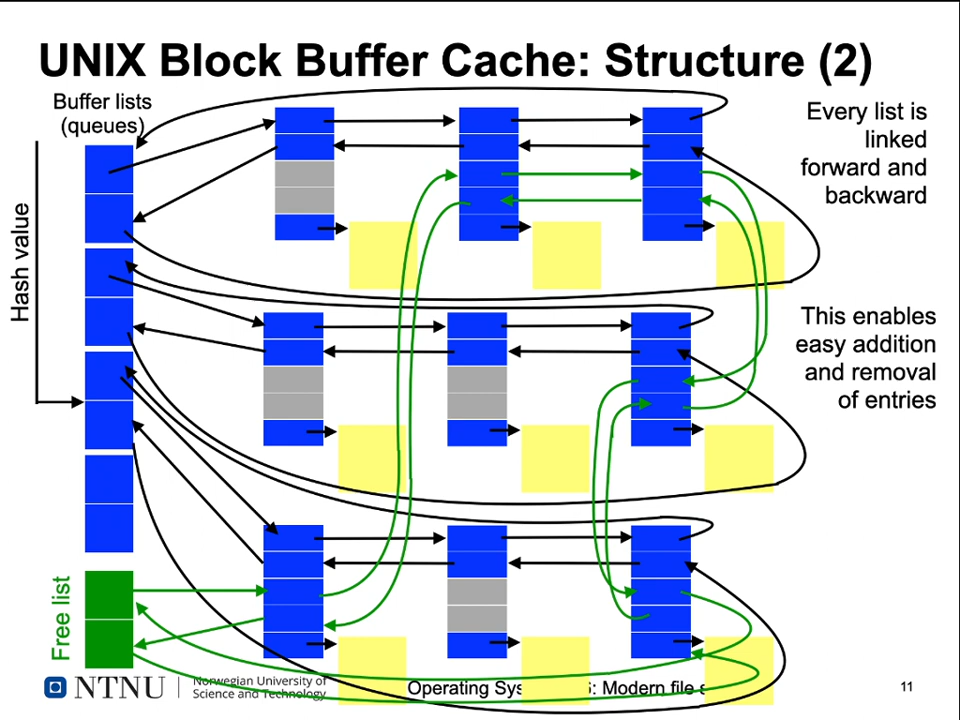 UNIX Block Buffer Cache: Structure (2)
Buffer lists
(queues)
Every list is
linked
forward and
backward
Hash value
This enables
easy addition
and removal
of entries
Free list
NTNU
Norwegian University of
Science and Technology
Operating Sys
6: Modern file s
11